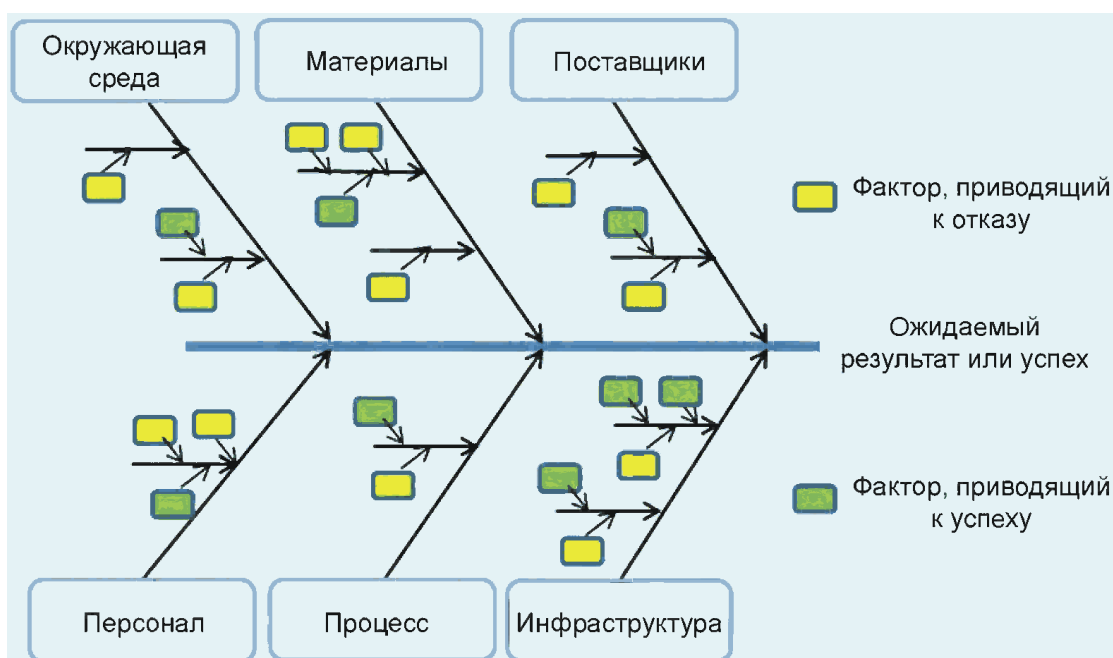 Окружающая
среда
Материалы
Поставщики
Фактор, приводящий
к отказу
Ожидаемый
результат или успех
Фактор, приводящий
к успеху
Персонал
Процесс
Инфраструктура